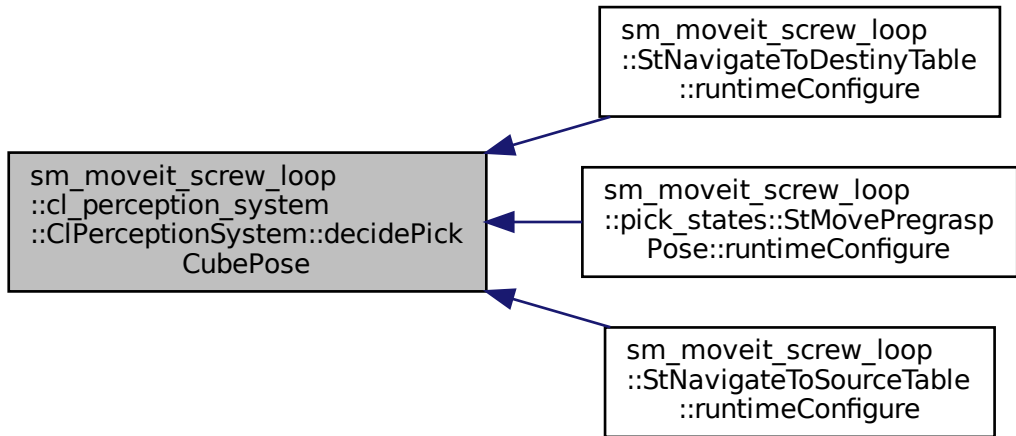 sm_moveit_screw_loop
::cl_perception_system
::ClPerceptionSystem::decidePick
CubePose
sm_moveit_screw_loop
::StNavigateToDestinyTable
::runtimeConfigure
sm_moveit_screw_loop
::pick_states::StMovePregrasp
Pose::runtimeConfigure
sm_moveit_screw_loop
::StNavigateToSourceTable
::runtimeConfigure